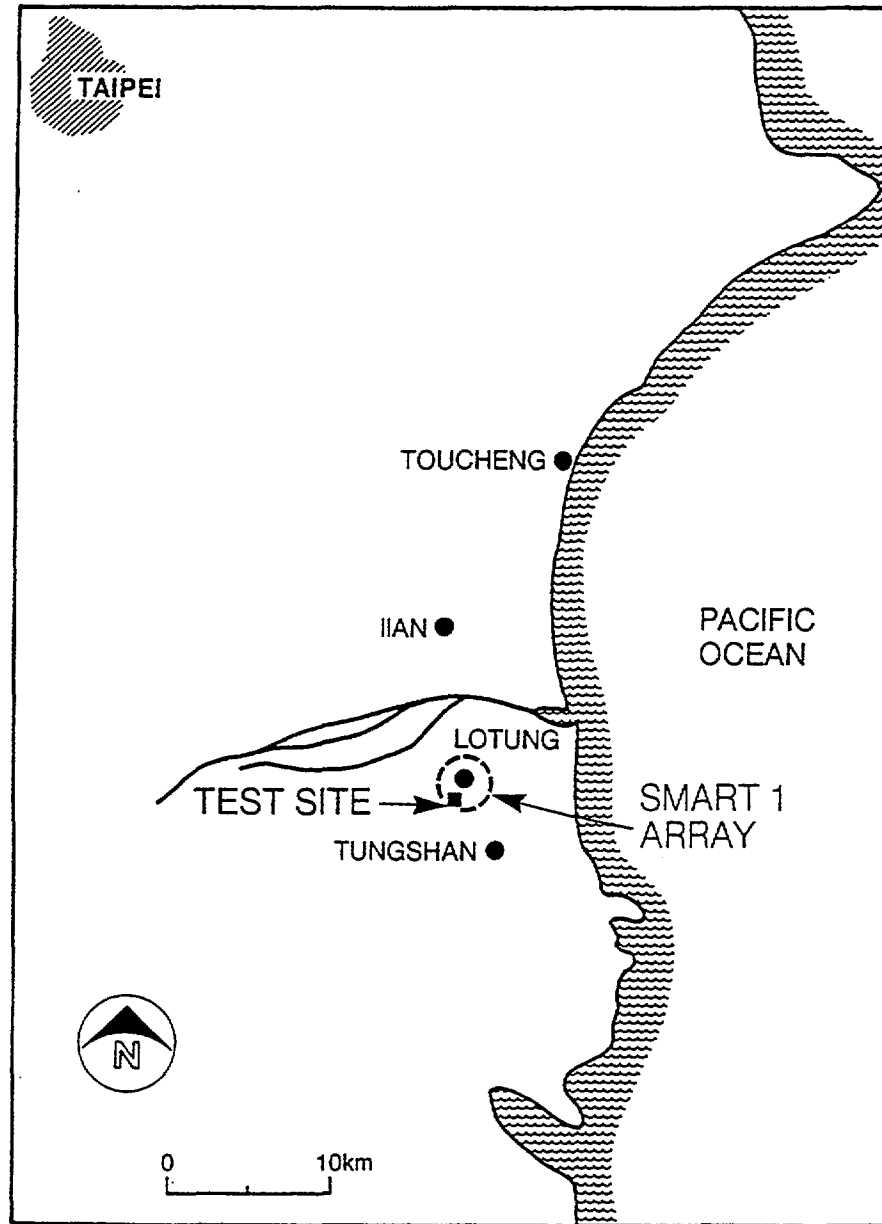 TAIPEI
TOUCHENG
IIAN
PACIFIC
OCEAN
LOTUNG
TEST SITE
SMART 1
ARRAY
TUNGSHAN
N
0 10km